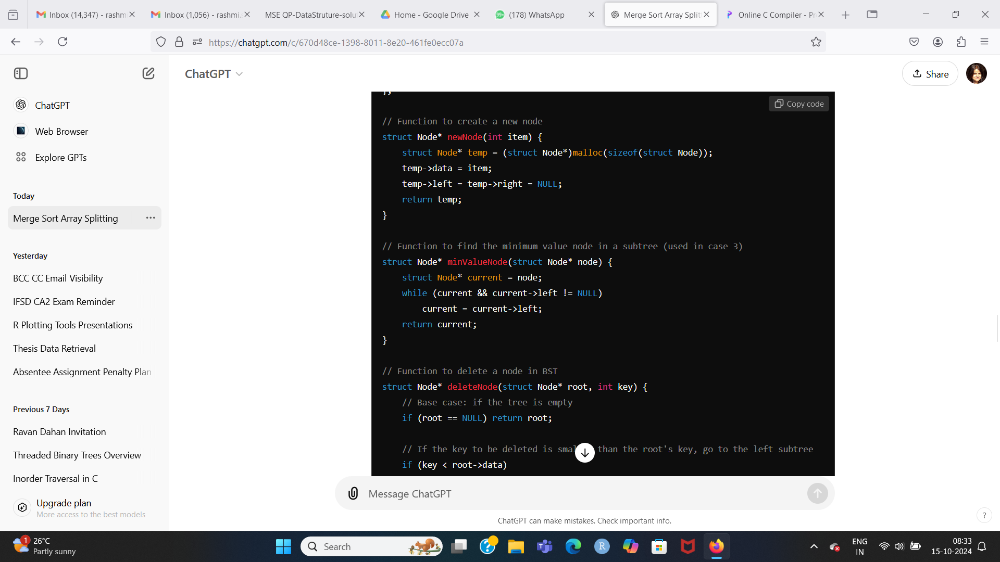 Inbox (14,347) - rashm
Inbox (1,056) - rashmi.
MSE QP-DataStruture-solu
Home - Google Drive
99+
(178) WhatsApp
Merge Sort Array Split
Online C Compiler - Pr
https://chatgpt.com/c/670d48ce-1398-8011-8e20-461fe0ecc07a
ChatGPT
Share
ChatGPT
Web Browser
Explore GPTs
Today
Merge Sort Array Splitting
Yesterday
BCC CC Email Visibility
IFSD CA2 Exam Reminder
R Plotting Tools Presentations
Thesis Data Retrieval
Absentee Assignment Penalty Plan
Previous 7 Days
Ravan Dahan Invitation
Threaded Binary Trees Overview
Inorder Traversal in C
Upgrade plan
More access to the best models
};
Copy code
// Function to create a new node
struct Node* newNode(int item) {
    struct Node* temp = (struct Node*)malloc(sizeof(struct Node));
    temp->data = item;
    temp->left = temp->right = NULL;
    return temp;
}
// Function to find the minimum value node in a subtree (used in case 3)
struct Node* minValueNode(struct Node* node) {
    struct Node* current = node;
    while (current && current->left != NULL)
        current = current->left;
    return current;
}
// Function to delete a node in BST
struct Node* deleteNode(struct Node* root, int key) {
    // Base case: if the tree is empty
    if (root == NULL) return root;
    // If the key to be deleted is smal than the root's key, go to the left subtree
    if (key < root->data)
Message ChatGPT
ChatGPT can make mistakes. Check important info.
?
1
26°C
Partly sunny
Search
R
ENG
IN
08:33
15-10-2024